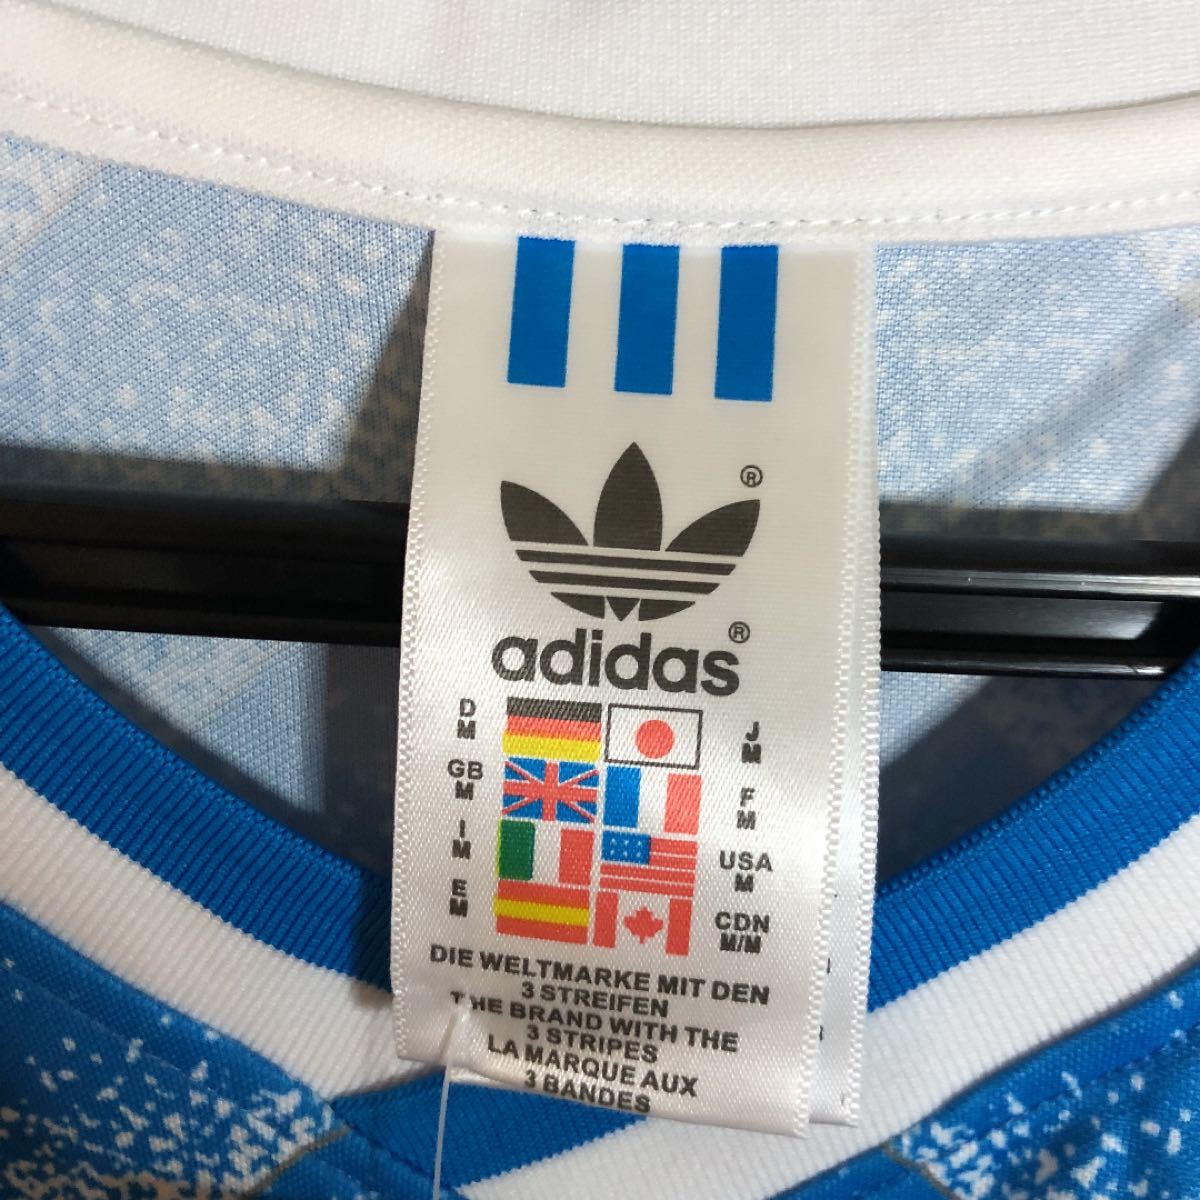 ®
adidas®
D
M
J
M
GB
M
F
M
I
M
USA
M
E
M
CDN
M/M
DIE WELTMARKE MIT DEN
3 STREIFEN
THE BRAND WITH THE
3 STRIPES
LA MARQUE AUX
3 BANDES